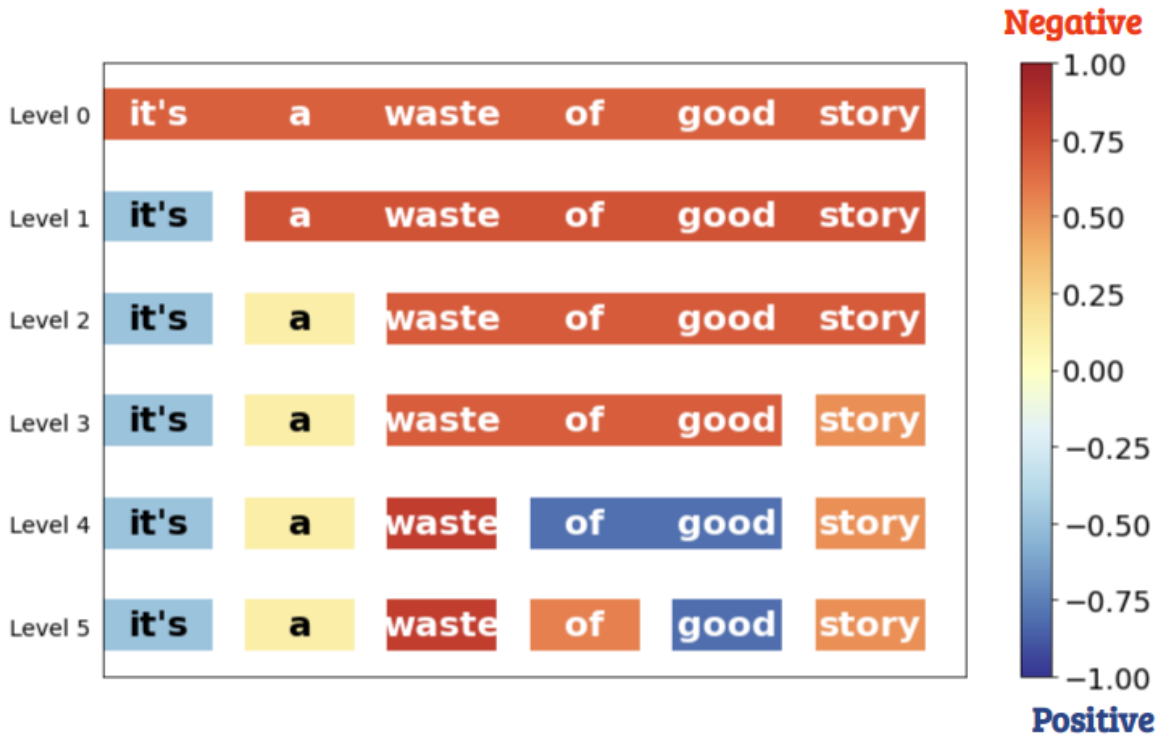 Negative
Level 0 it's a waste of good story
Level 1 it's a waste of good story
Level 2 it's a waste of good story
Level 3 it's a waste of good story
Level 4 it's a waste of good story
Level 5 it's a waste of good story
1.00
0.75
0.50
0.25
0.00
−0.25
−0.50
−0.75
−1.00
Positive